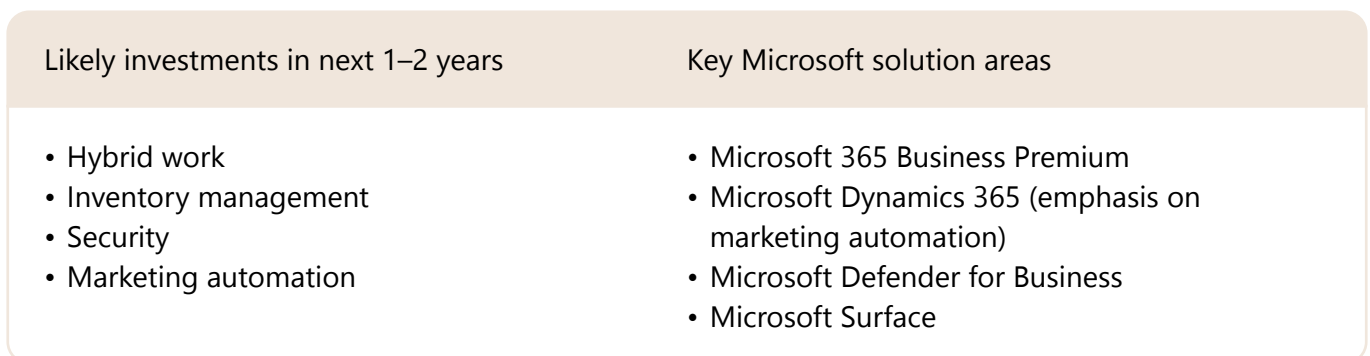 Likely investments in next 1–2 years
Key Microsoft solution areas
• Hybrid work
• Inventory management
• Security
• Marketing automation
• Microsoft 365 Business Premium
• Microsoft Dynamics 365 (emphasis on
marketing automation)
• Microsoft Defender for Business
• Microsoft Surface